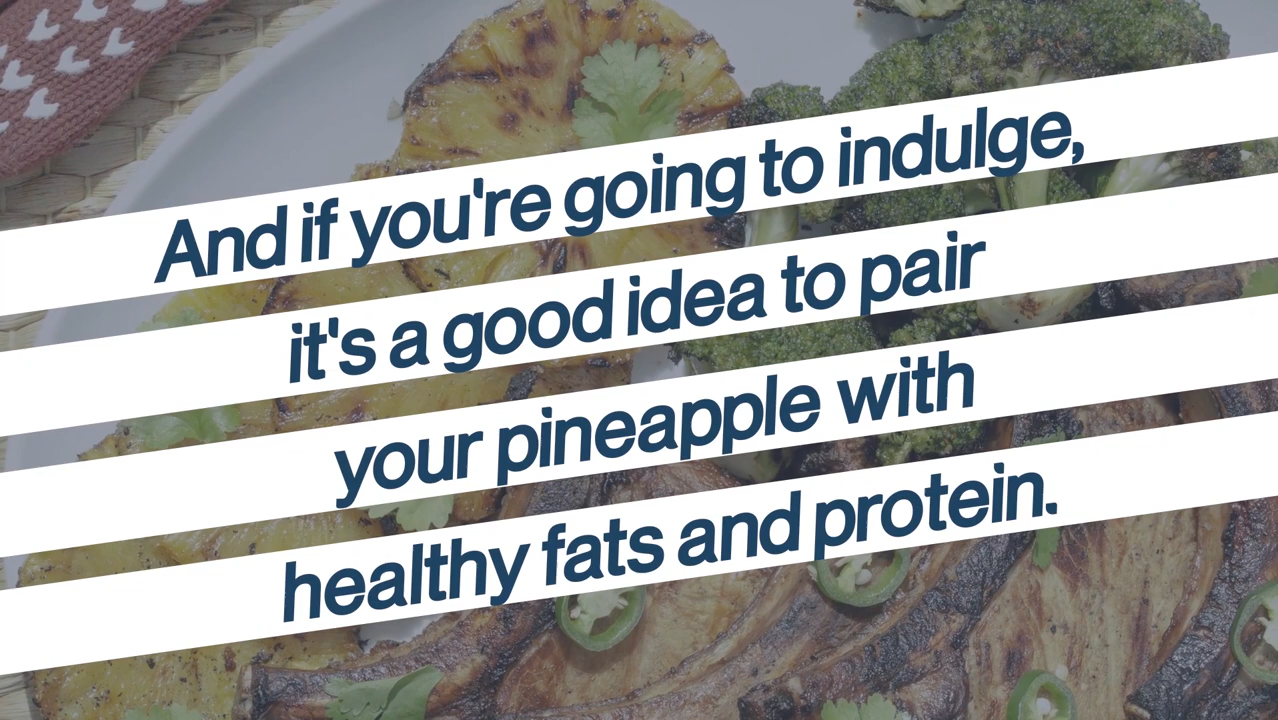 And if you're going to indulge,
it's a good idea to pair
your pineapple with
healthy fats and protein.